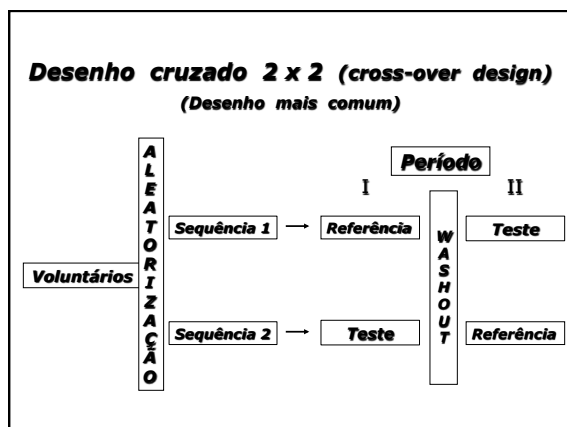 Desenho cruzado 2 x 2 (cross-over design)
(Desenho mais comum)
ALEATORIZAÇÃO
Período
I
II
Sequência 1
Referência
WASHOUT
Teste
Voluntários
Sequência 2
Teste
Referência